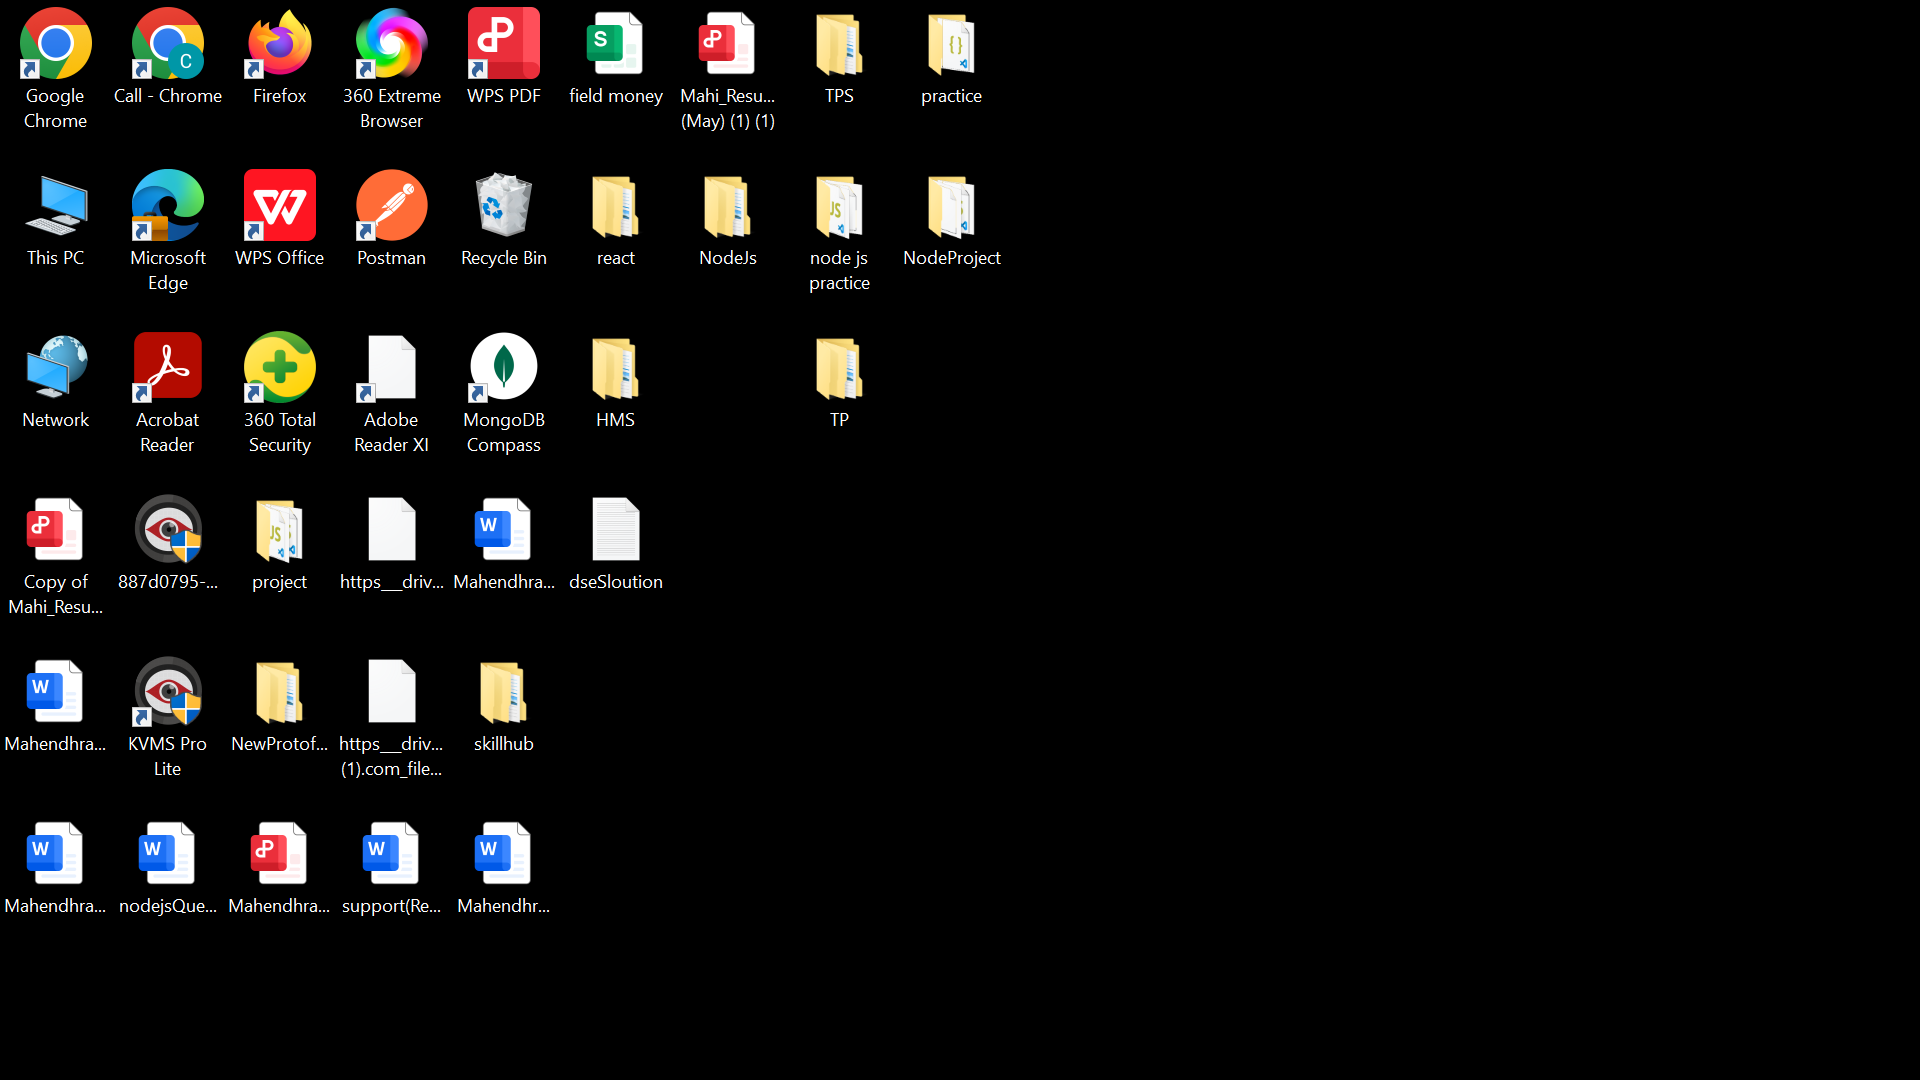 Google
Chrome
Call - Chrome
Firefox
360 Extreme
Browser
WPS PDF
field money
Mahi_Resu...
(May) (1) (1)
TPS
practice
This PC
Microsoft
Edge
WPS Office
Postman
Recycle Bin
react
NodeJs
node js
practice
NodeProject
Network
Acrobat
Reader
360 Total
Security
Adobe
Reader XI
MongoDB
Compass
HMS
TP
Copy of
Mahi_Resu...
887d0795-...
project
https___driv...
Mahendhra...
dseSloution
Mahendhra...
KVMS Pro
Lite
NewProtof...
https___driv...
(1).com_file...
skillhub
Mahendhra...
nodejsQue...
Mahendhra...
support(Re...
Mahendhr...